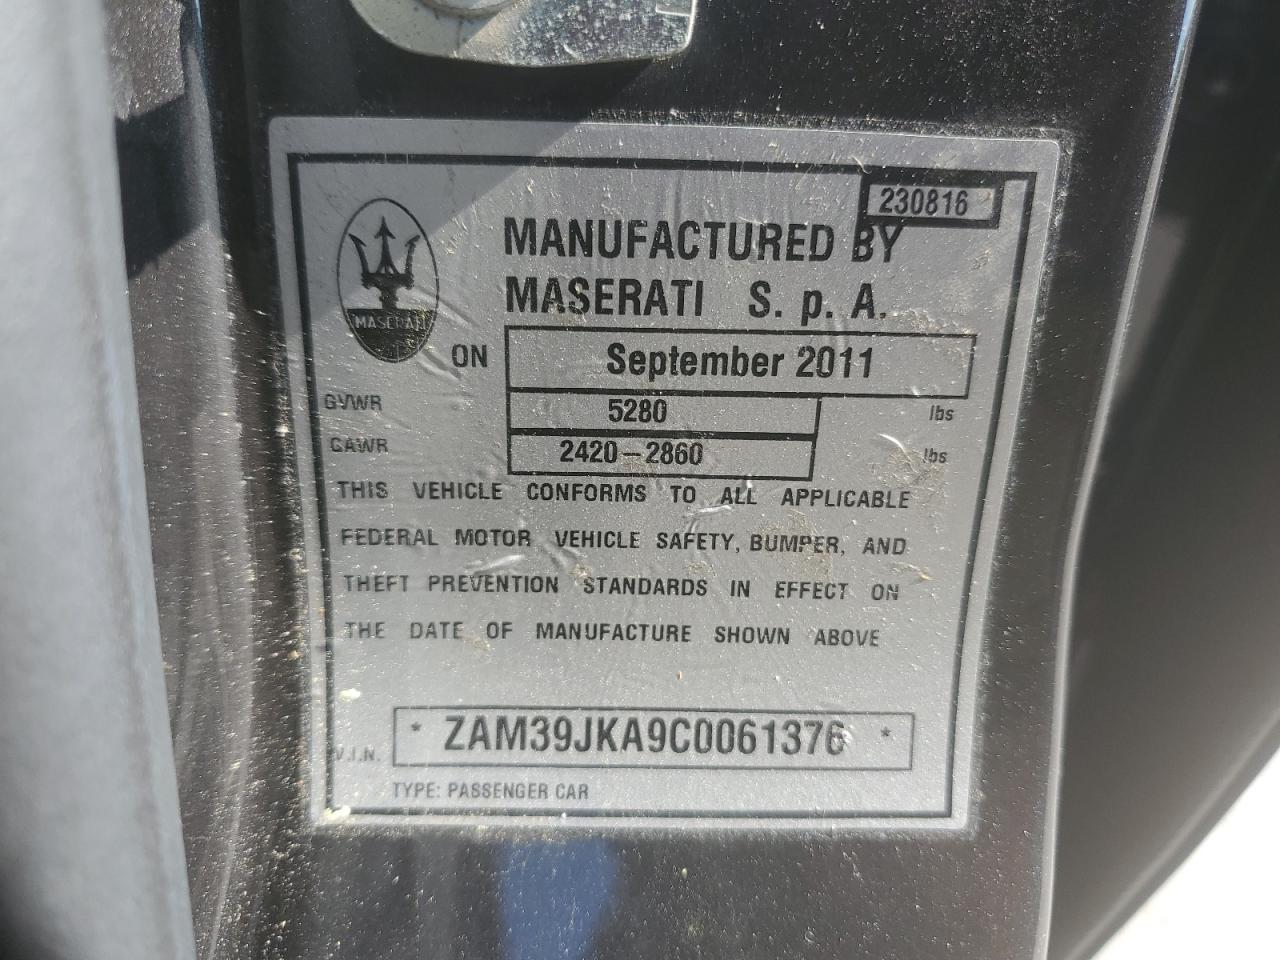 230816
MANUFACTURED BY
MASERATI S. p. A.
MASERATI
ON September 2011
GVWR 5280 lbs
GAWR 2420-2860 lbs
THIS VEHICLE CONFORMS TO ALL APPLICABLE
FEDERAL MOTOR VEHICLE SAFETY, BUMPER, AND
THEFT PREVENTION STANDARDS IN EFFECT ON
THE DATE OF MANUFACTURE SHOWN ABOVE
V.I.N. * ZAM39JKA9C0061376 *
TYPE: PASSENGER CAR